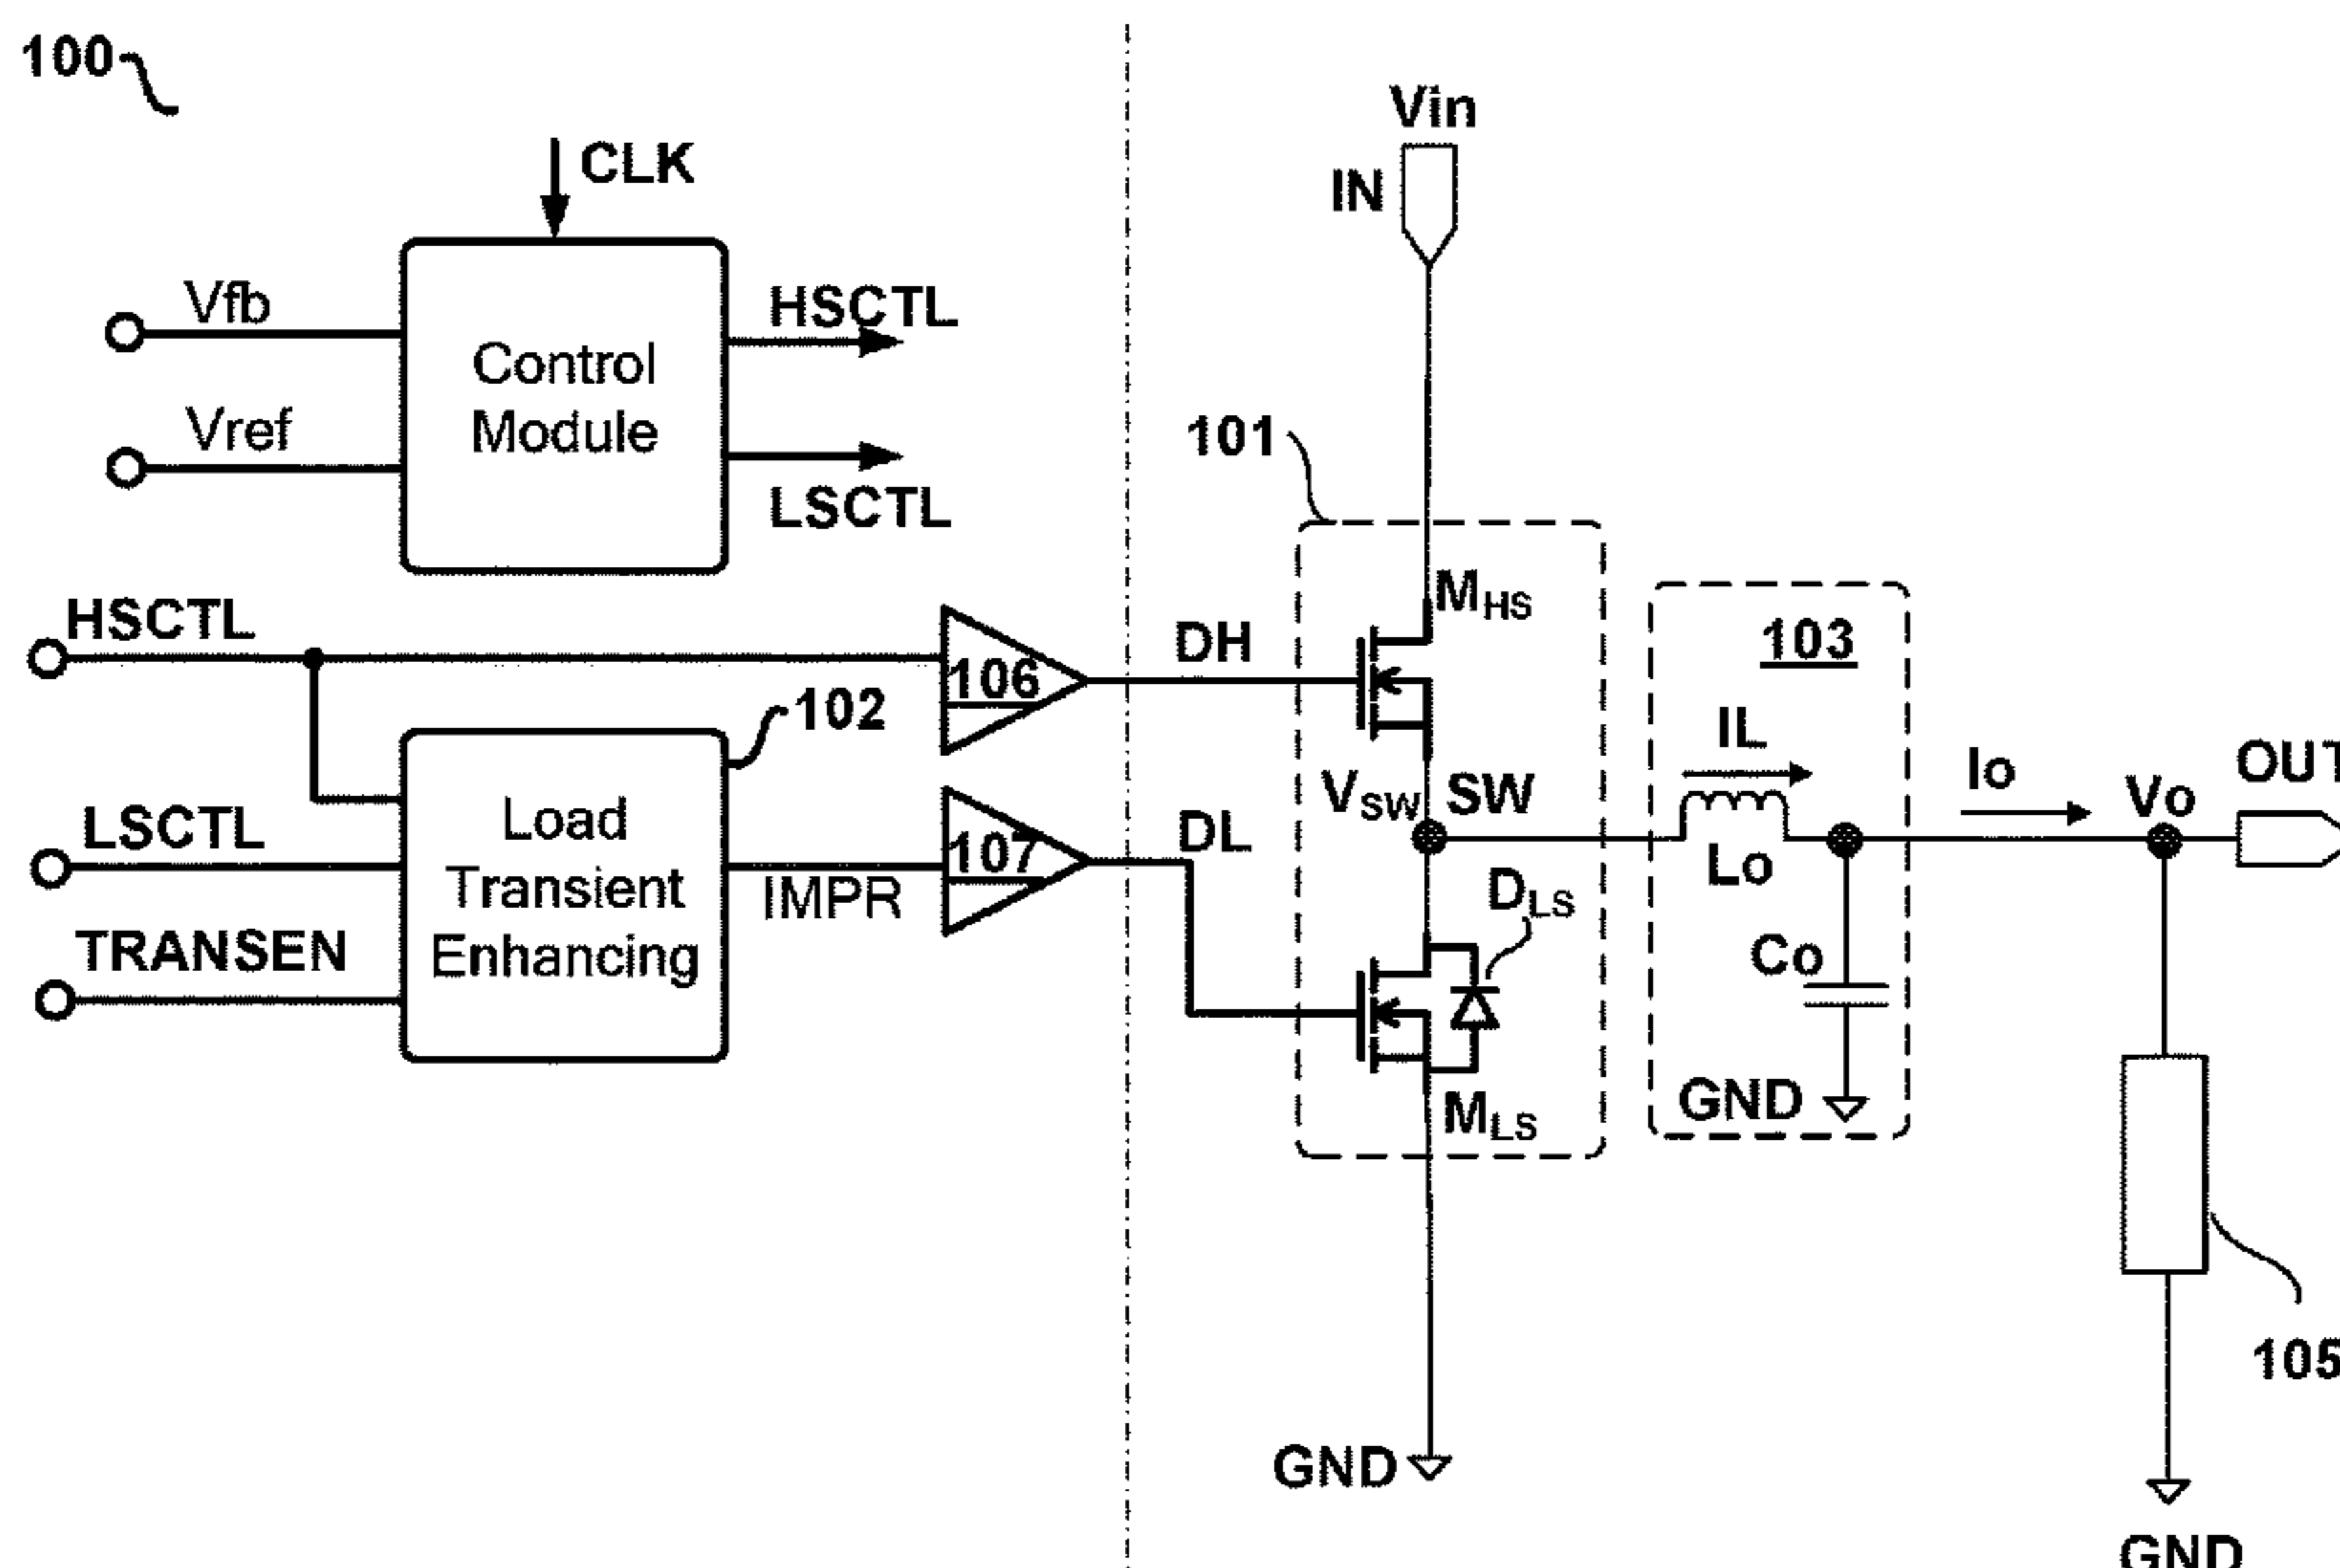 100
CLK
Vin
IN
Vfb
Vref
Control
Module
HSCTL
LSCTL
101
HSCTL
106
DH
MHS
103
102
IL
Io
Vo
OUT
VSW
SW
LSCTL
Load
Transient
Enhancing
IMPR
107
DL
DLS
Lo
Co
TRANSEN
MLS
GND
105
GND
GND